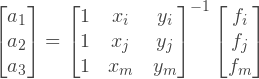 \begin{bmatrix} a_1 \\ a_2 \\ a_3 \end{bmatrix} = \begin{bmatrix} 1 & x_i & y_i \\ 1 & x_j & y_j \\ 1 & x_m & y_m \end{bmatrix}^{-1} \begin{bmatrix} f_i \\ f_j \\ f_m \end{bmatrix}